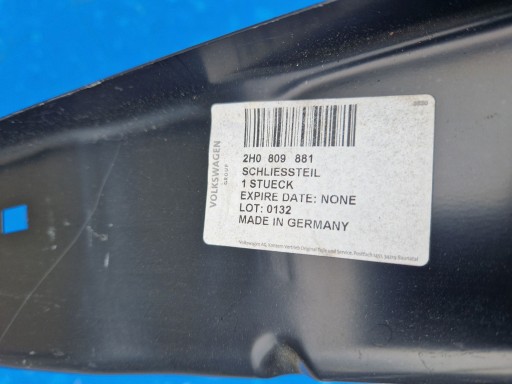 VOLKSWAGEN
GROUP
2H0 809 881
SCHLIESSTEIL
1 STUECK
EXPIRE DATE: NONE
LOT: 0132
MADE IN GERMANY